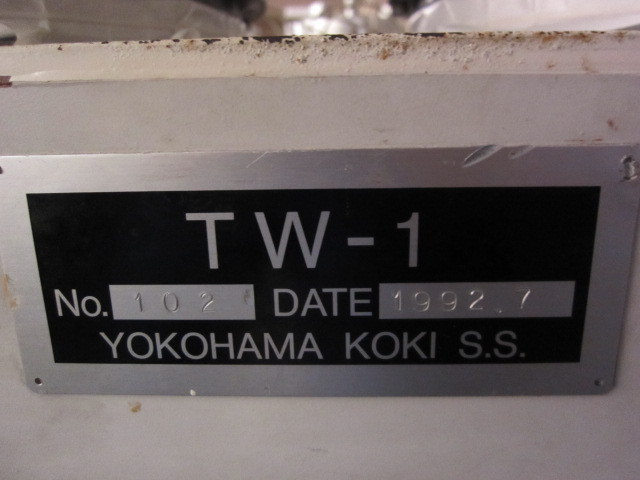 TW-1
No. 102 DATE 1992.7
YOKOHAMA KOKI S.S.